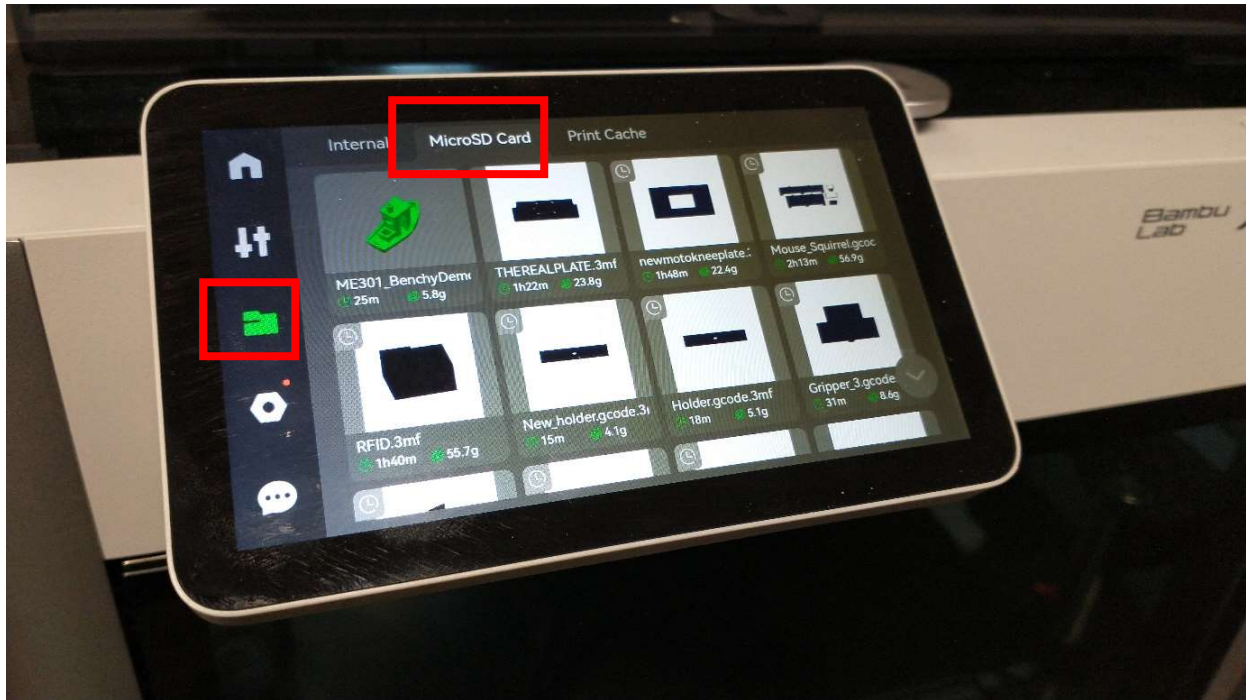 Internal MicroSD Card Print Cache
ME301_BenchyDem
25m 5.8g
THEREALPLATE.3mf
1h22m 23.8g
newmotokneeplate.
1h48m 22.4g
Mouse_Squirrel.gcoc
2h13m 56.9g
RFID.3mf
1h40m 55.7g
New_holder.gcode.3
15m 4.1g
Holder.gcode.3mf
18m 5.1g
Gripper_3.gcode
31m 8.6g
Bambu
Lab